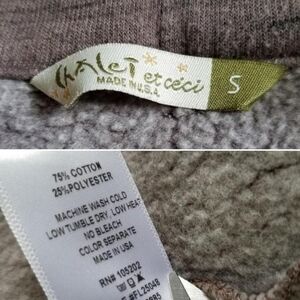 CHALET et ceci S
MADE IN U.S.A.
75% COTTON
25%POLYESTER
MACHINE WASH COLD
LOW TUMBLE DRY, LOW HEAT
NO BLEACH
COLOR SEPARATE
MADE IN USA
RN# 105202
#FL25048